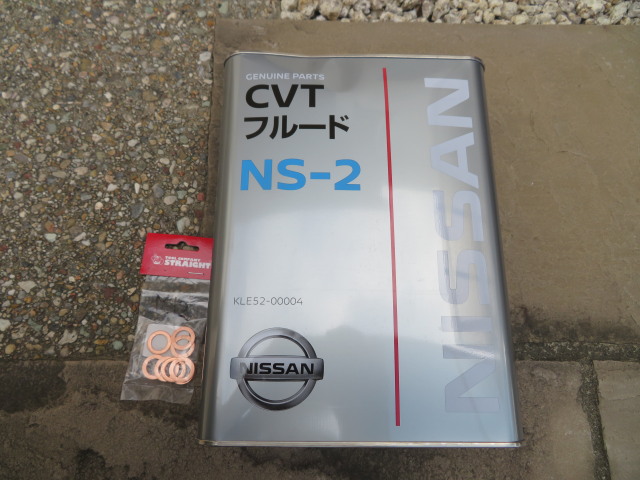 GENUINE PARTS
CVT
フルード
NS-2
KLE52-00004
NISSAN
NISSAN
STRAIGHT